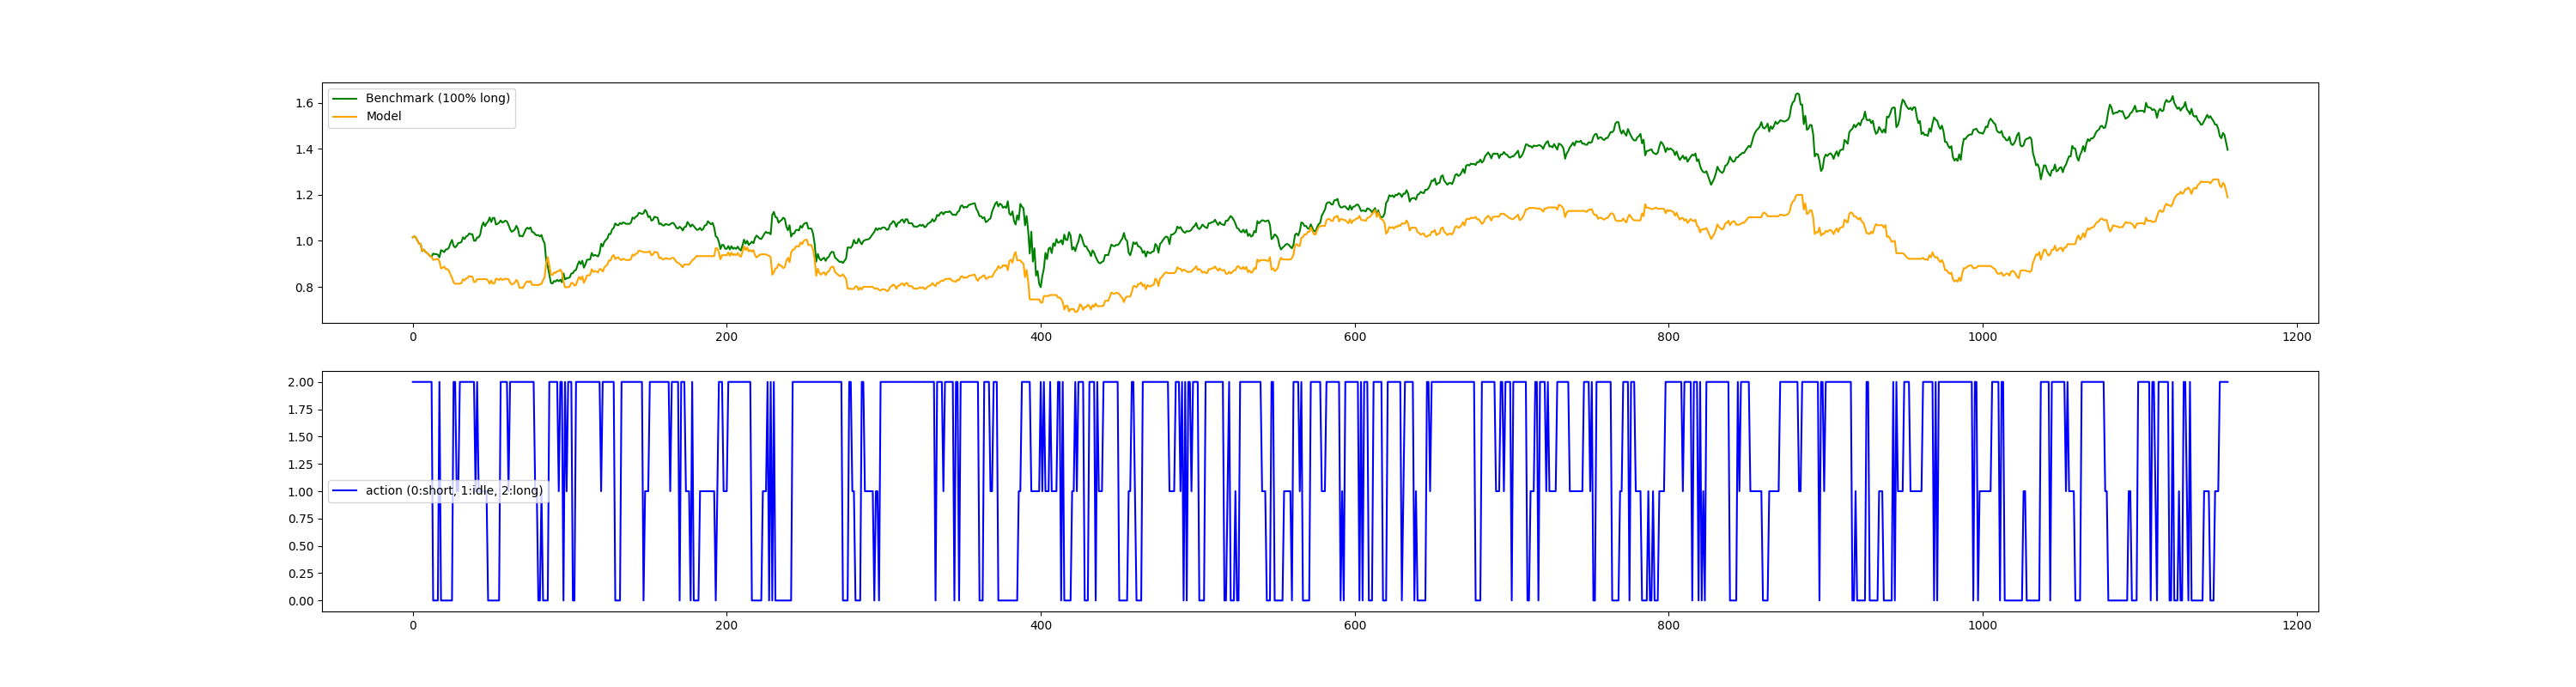 Benchmark (100% long)
Model
1.6
1.4
1.2
1.0
0.8
0 200 400 600 800 1000 1200
2.00
1.75
1.50
1.25
1.00
0.75
0.50
0.25
0.00
action (0:short, 1:idle, 2:long)
0 200 400 600 800 1000 1200